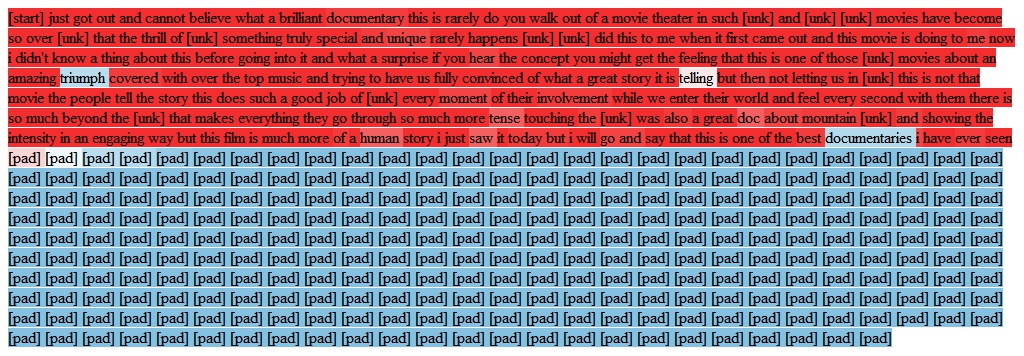 [start] just got out and cannot believe what a brilliant documentary this is rarely do you walk out of a movie theater in such [unk] and [unk] [unk] movies have become
so over [unk] that the thrill of [unk] something truly special and unique rarely happens [unk] [unk] did this to me when it first came out and this movie is doing to me now
i didn't know a thing about this before going into it and what a surprise if you hear the concept you might get the feeling that this is one of those [unk] movies about an
amazing triumph covered with over the top music and trying to have us fully convinced of what a great story it is telling but then not letting us in [unk] this is not that
movie the people tell the story this does such a good job of [unk] every moment of their involvement while we enter their world and feel every second with them there is
so much beyond the [unk] that makes everything they go through so much more tense touching the [unk] was also a great doc about mountain [unk] and showing the
intensity in an engaging way but this film is much more of a human story i just saw it today but i will go and say that this is one of the best documentaries i have ever seen
[pad] [pad] [pad] [pad] [pad] [pad] [pad] [pad] [pad] [pad] [pad] [pad] [pad] [pad] [pad] [pad] [pad] [pad] [pad] [pad] [pad] [pad] [pad] [pad] [pad] [pad] [pad]
[pad] [pad] [pad] [pad] [pad] [pad] [pad] [pad] [pad] [pad] [pad] [pad] [pad] [pad] [pad] [pad] [pad] [pad] [pad] [pad] [pad] [pad] [pad] [pad] [pad] [pad] [pad]
[pad] [pad] [pad] [pad] [pad] [pad] [pad] [pad] [pad] [pad] [pad] [pad] [pad] [pad] [pad] [pad] [pad] [pad] [pad] [pad] [pad] [pad] [pad] [pad] [pad] [pad] [pad]
[pad] [pad] [pad] [pad] [pad] [pad] [pad] [pad] [pad] [pad] [pad] [pad] [pad] [pad] [pad] [pad] [pad] [pad] [pad] [pad] [pad] [pad] [pad] [pad] [pad] [pad] [pad]
[pad] [pad] [pad] [pad] [pad] [pad] [pad] [pad] [pad] [pad] [pad] [pad] [pad] [pad] [pad] [pad] [pad] [pad] [pad] [pad] [pad] [pad] [pad] [pad] [pad] [pad] [pad]
[pad] [pad] [pad] [pad] [pad] [pad] [pad] [pad] [pad] [pad] [pad] [pad] [pad] [pad] [pad] [pad] [pad] [pad] [pad] [pad] [pad] [pad] [pad] [pad] [pad] [pad] [pad]
[pad] [pad] [pad] [pad] [pad] [pad] [pad] [pad] [pad] [pad] [pad] [pad] [pad] [pad] [pad] [pad] [pad] [pad] [pad] [pad] [pad] [pad] [pad] [pad] [pad] [pad] [pad]
[pad] [pad] [pad] [pad] [pad] [pad] [pad] [pad] [pad] [pad] [pad] [pad] [pad] [pad] [pad] [pad] [pad] [pad] [pad] [pad] [pad] [pad] [pad] [pad] [pad] [pad] [pad]
[pad] [pad] [pad] [pad] [pad] [pad] [pad] [pad] [pad] [pad] [pad] [pad] [pad] [pad] [pad] [pad] [pad] [pad] [pad] [pad] [pad] [pad] [pad] [pad] [pad] [pad] [pad]
[pad] [pad] [pad] [pad] [pad] [pad] [pad] [pad] [pad] [pad] [pad] [pad] [pad] [pad] [pad] [pad] [pad] [pad] [pad] [pad] [pad] [pad] [pad] [pad]